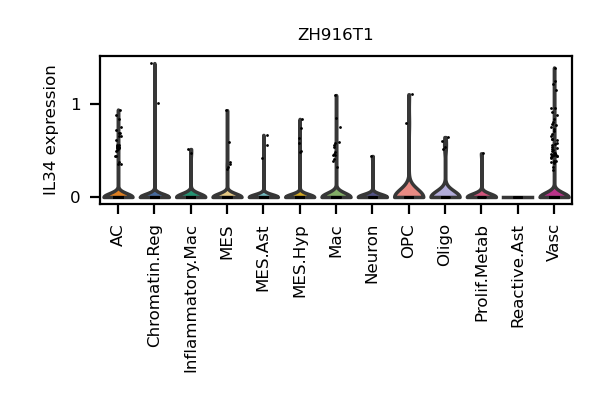 ZH916T1
IL34 expression
1
0
AC
Chromatin.Reg
Inflammatory.Mac
MES
MES.Ast
MES.Hyp
Mac
Neuron
OPC
Oligo
Prolif.Metab
Reactive.Ast
Vasc